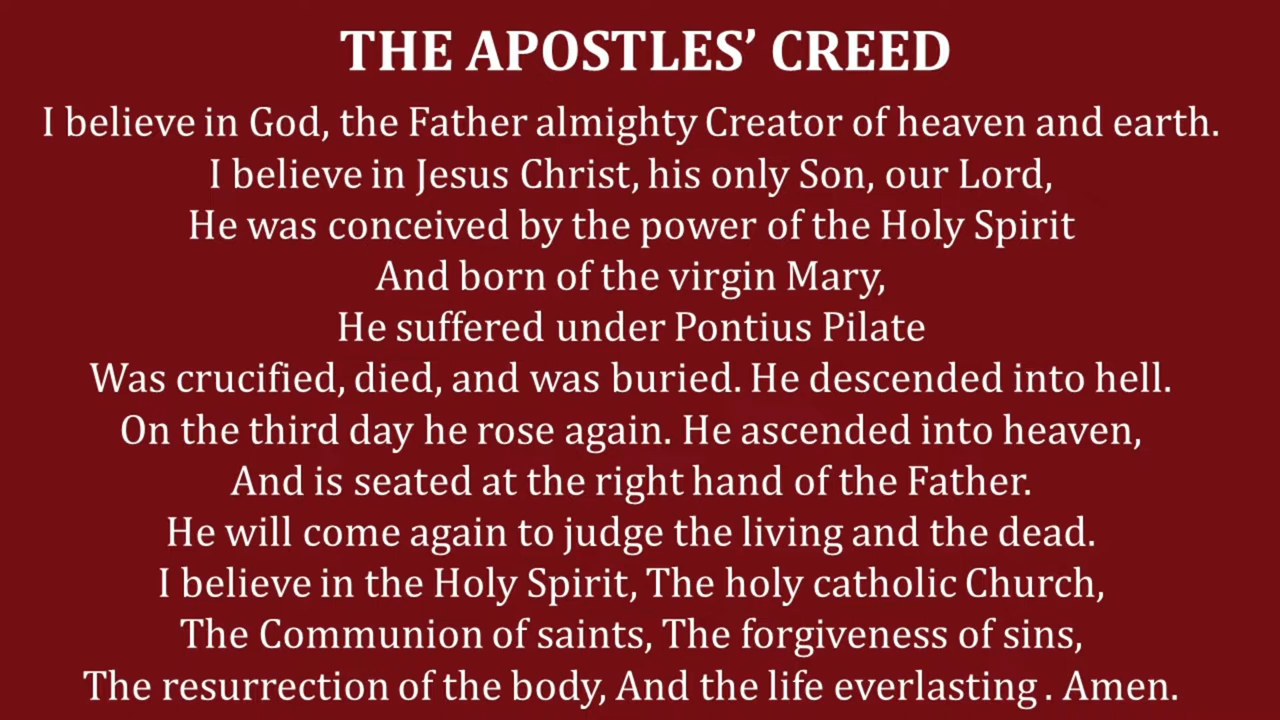 THE APOSTLES’ CREED
I believe in God, the Father almighty Creator of heaven and earth.
I believe in Jesus Christ, his only Son, our Lord,
He was conceived by the power of the Holy Spirit
And born of the virgin Mary,
He suffered under Pontius Pilate
Was crucified, died, and was buried. He descended into hell.
On the third day he rose again. He ascended into heaven,
And is seated at the right hand of the Father.
He will come again to judge the living and the dead.
I believe in the Holy Spirit, The holy catholic Church,
The Communion of saints, The forgiveness of sins,
The resurrection of the body, And the life everlasting . Amen.